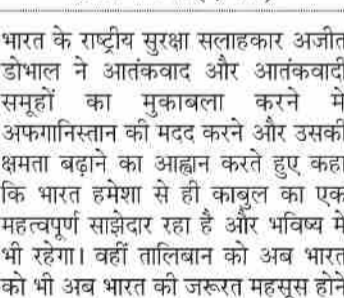 भारत के राष्ट्रीय सुरक्षा सलाहकार अजीत
डोभाल ने आतंकवाद और आतंकवादी
समूहों का मुकाबला करने में
अफगानिस्तान की मदद करने और उसकी
क्षमता बढ़ाने का आह्वान करते हुए कहा
कि भारत हमेशा से ही काबुल का एक
महत्वपूर्ण साझेदार रहा है और भविष्य में
भी रहेगा। वहीं तालिबान को अब भारत
को भी अब भारत की जरूरत महसूस होने